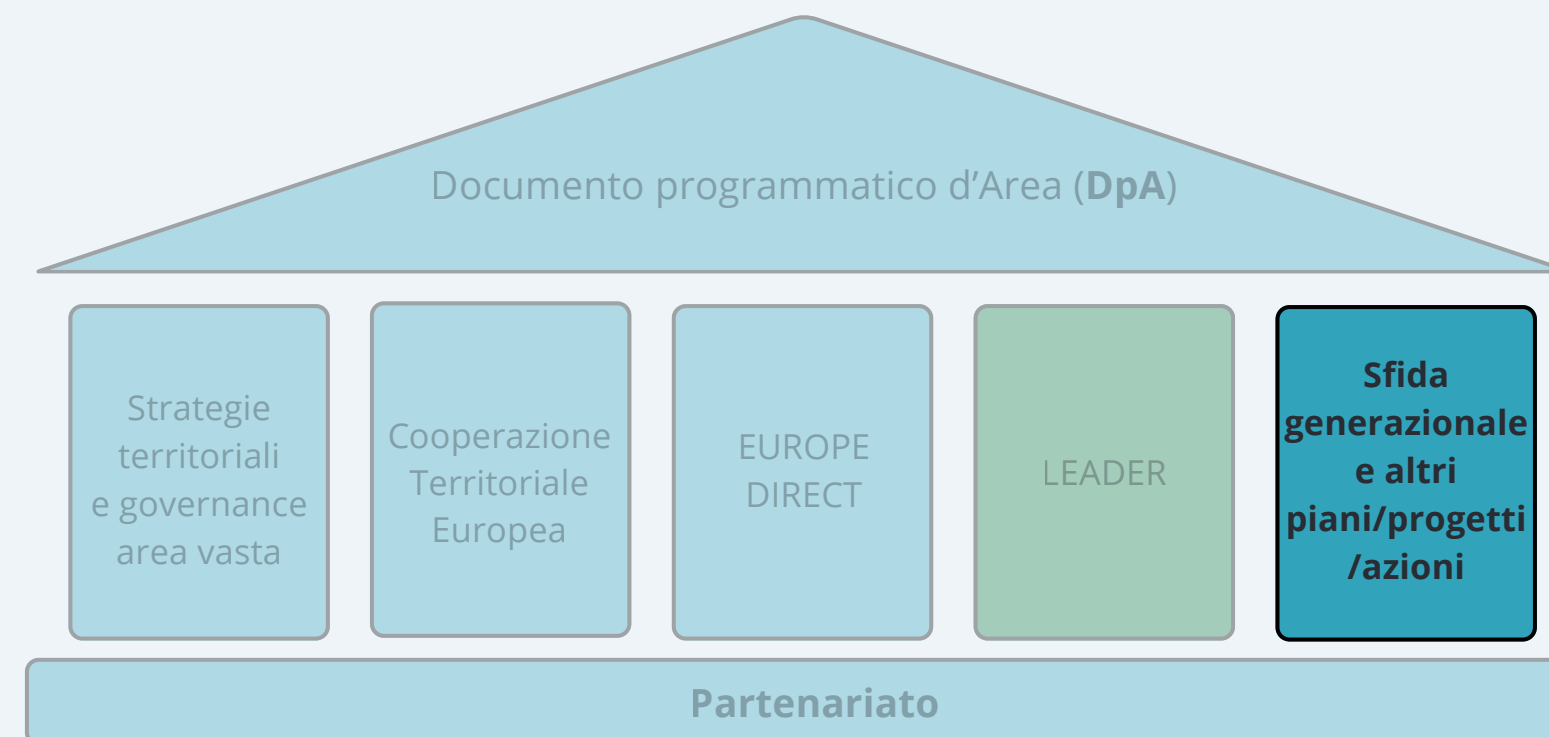 Documento programmatico d’Area (DpA)
Strategie
territoriali
e governance
area vasta
Cooperazione
Territoriale
Europea
EUROPE
DIRECT
LEADER
Sfida
generazionale
e altri
piani/progetti
/azioni
Partenariato